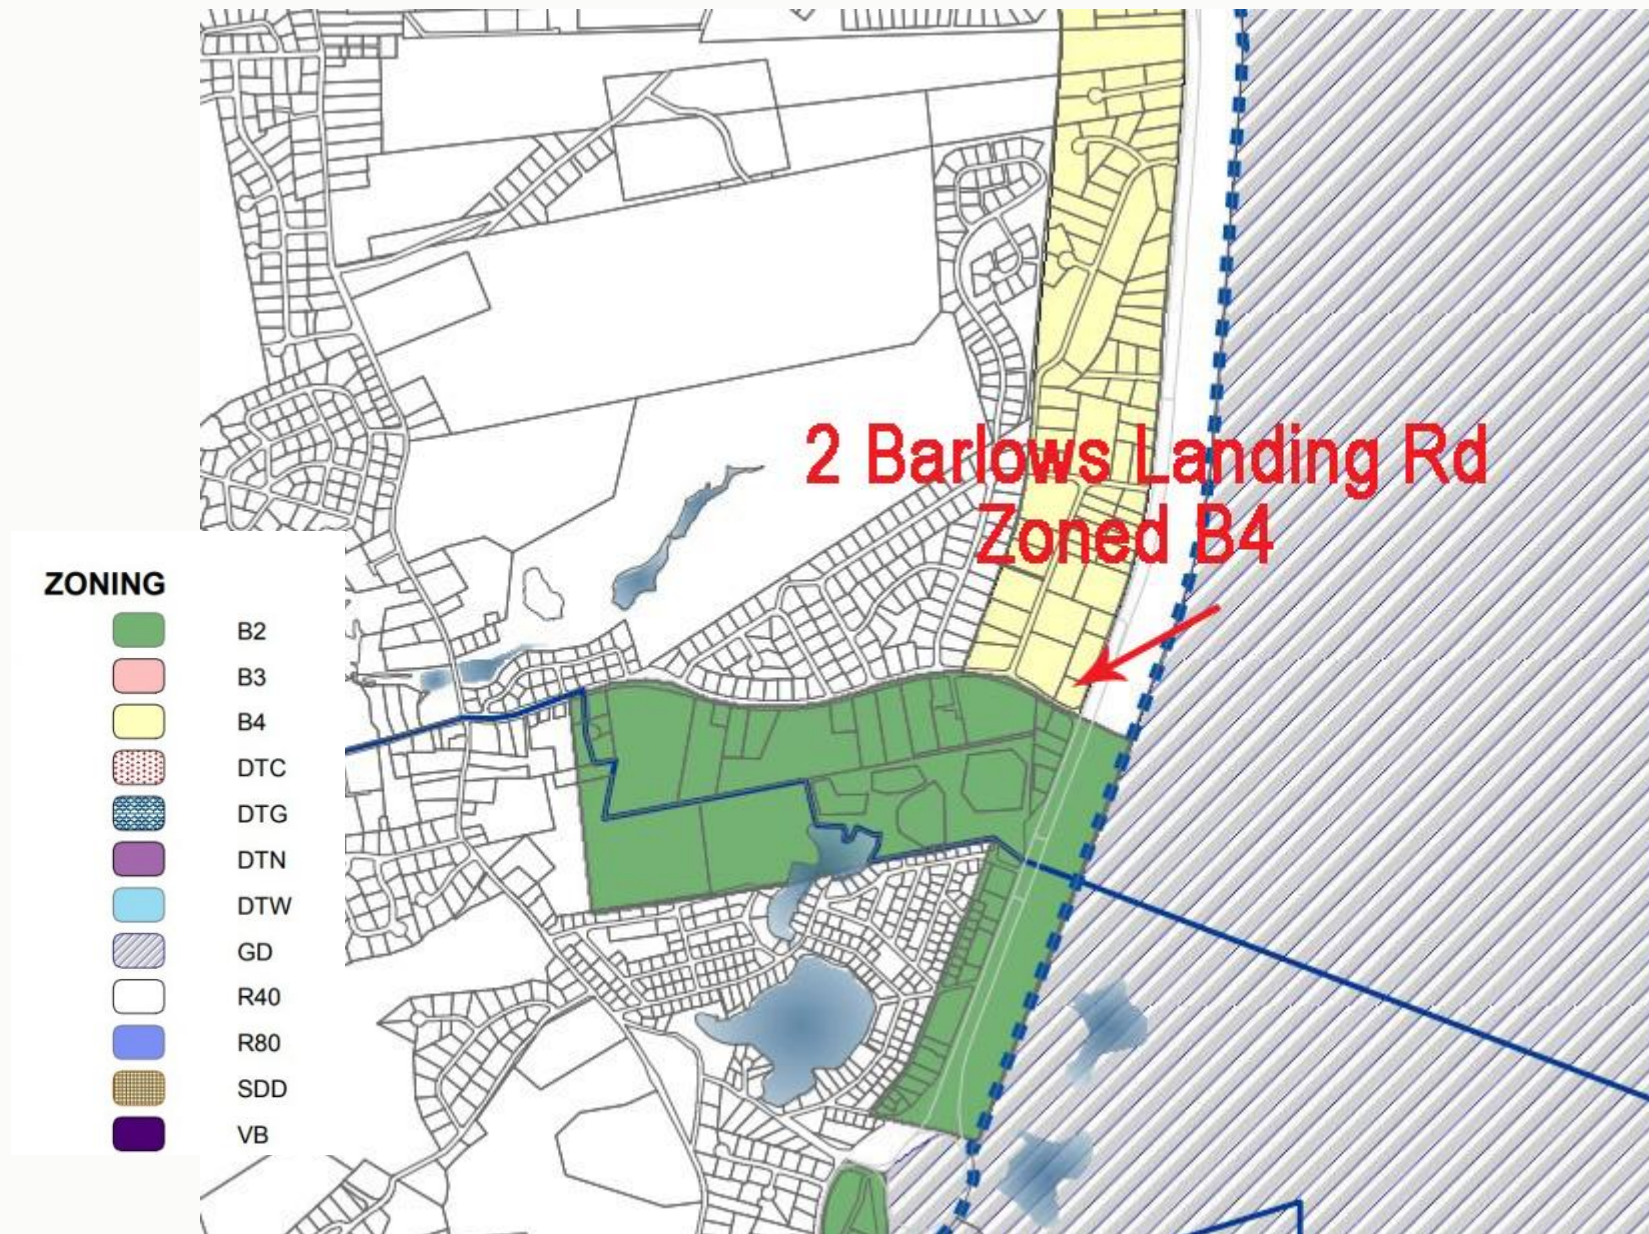 2 Barlows Landing Rd
Zoned B4
ZONING
B2
B3
B4
DTC
DTG
DTN
DTW
GD
R40
R80
SDD
VB